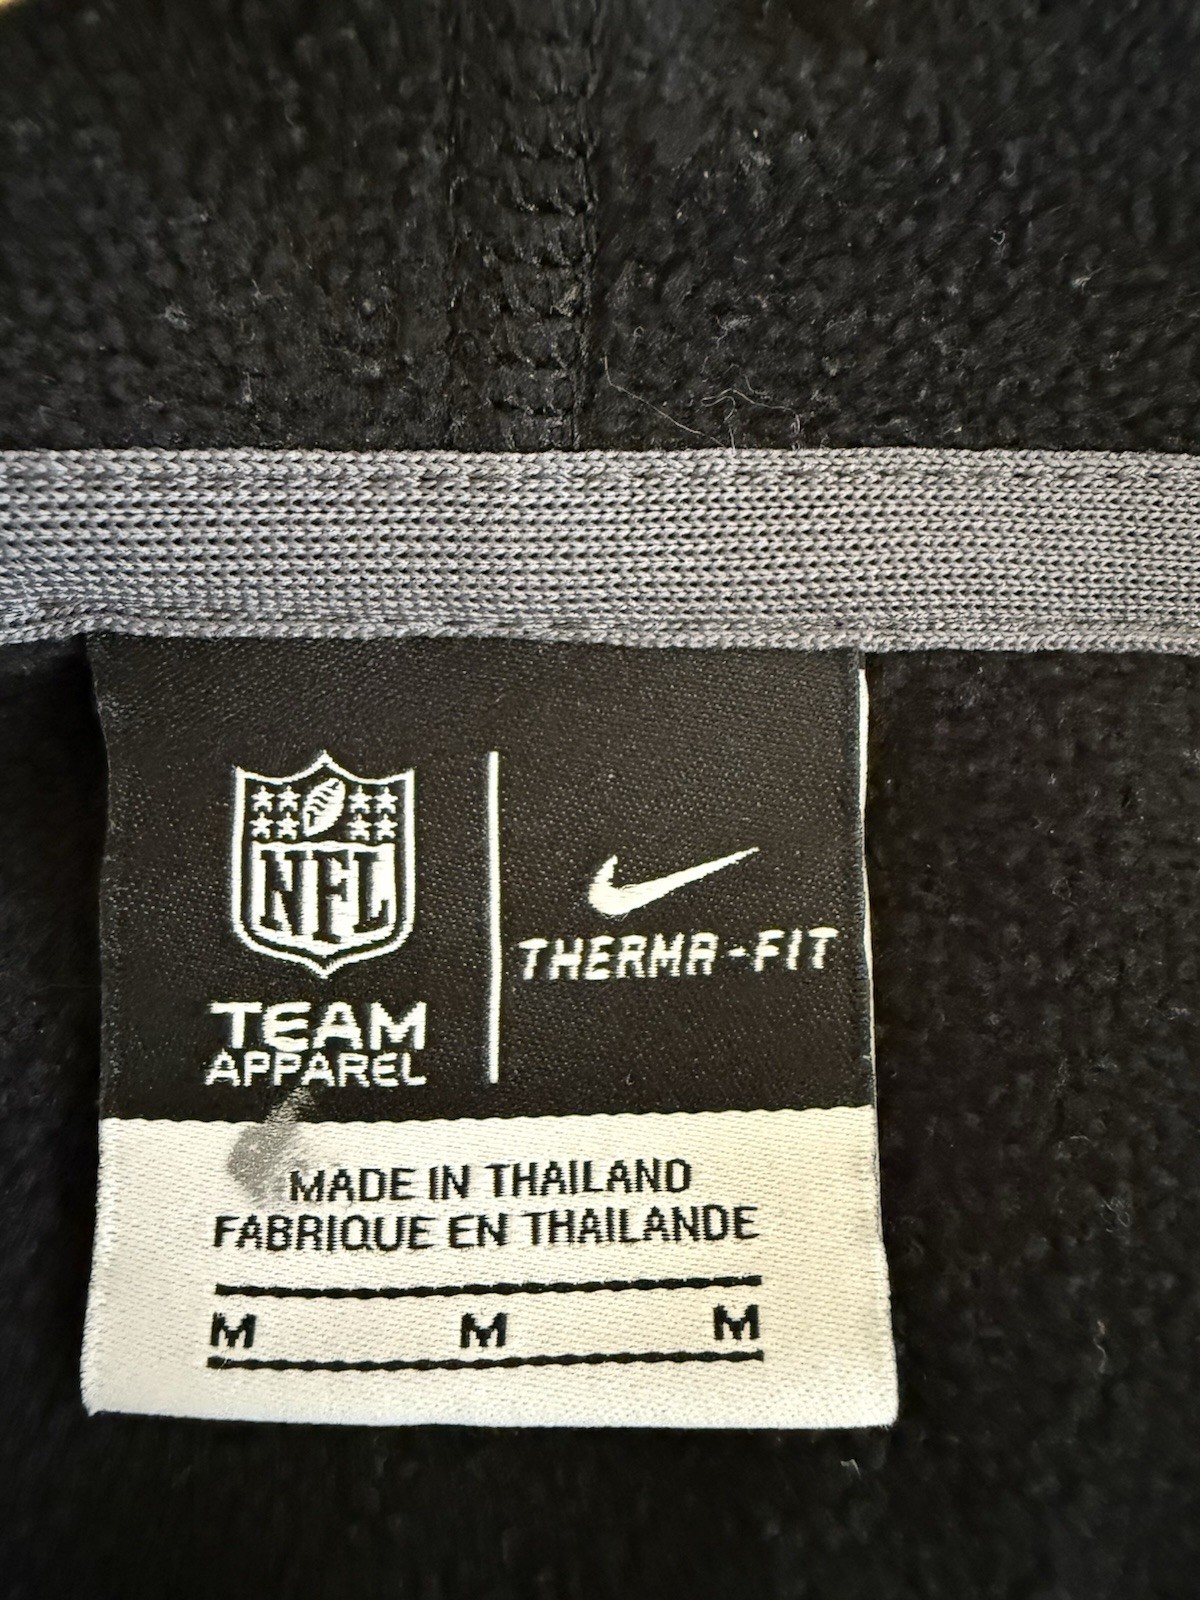 NFL
TEAM
APPAREL
THERMA-FIT
MADE IN THAILAND
FABRIQUE EN THAILANDE
M M M